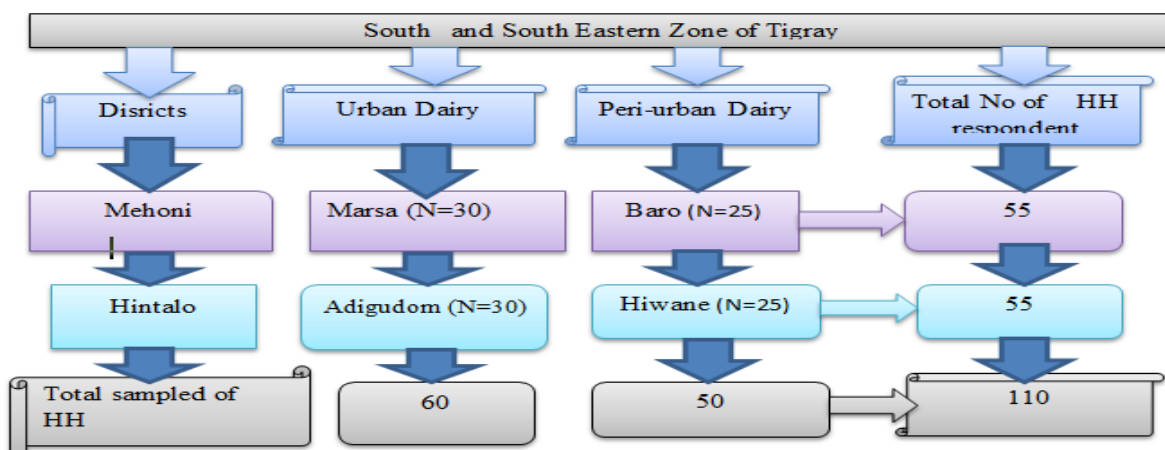 South and South Eastern Zone of Tigray
Disricts
Urban Dairy
Peri-urban Dairy
Total No of HH
respondent
Mehoni
Marsa (N=30)
Baro (N=25)
55
Hintalo
Adigudom (N=30)
Hiwane (N=25)
55
Total sampled of
HH
60
50
110